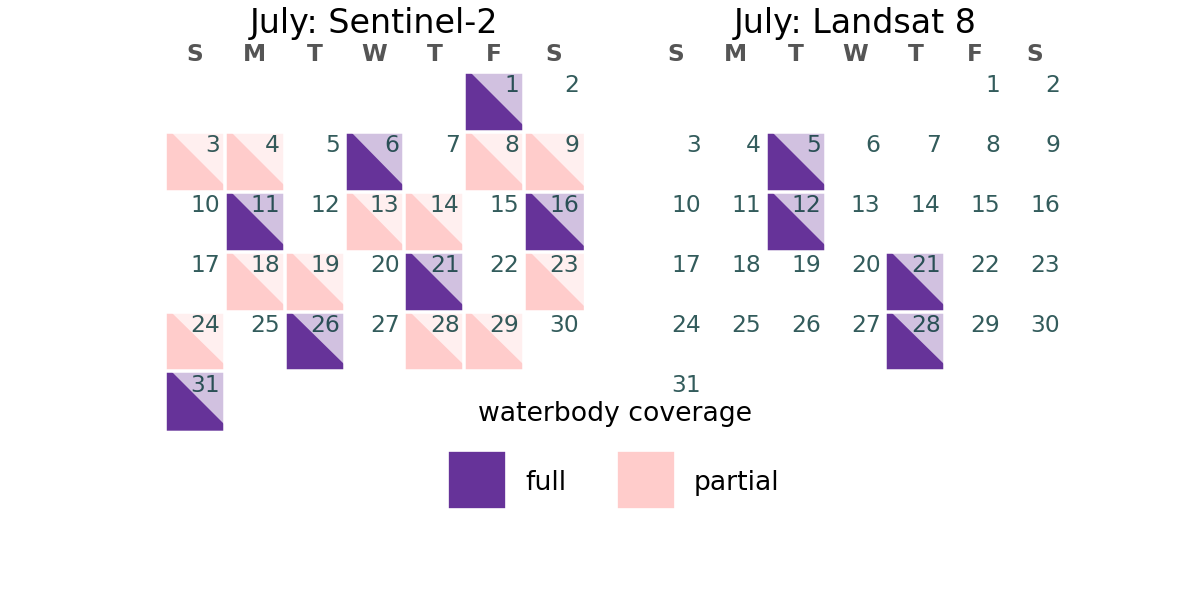 July: Sentinel-2
S M T W T F S
1 2
3 4 5 6 7 8 9
10 11 12 13 14 15 16
17 18 19 20 21 22 23
24 25 26 27 28 29 30
31
July: Landsat 8
S M T W T F S
1 2
3 4 5 6 7 8 9
10 11 12 13 14 15 16
17 18 19 20 21 22 23
24 25 26 27 28 29 30
31
waterbody coverage
full
partial